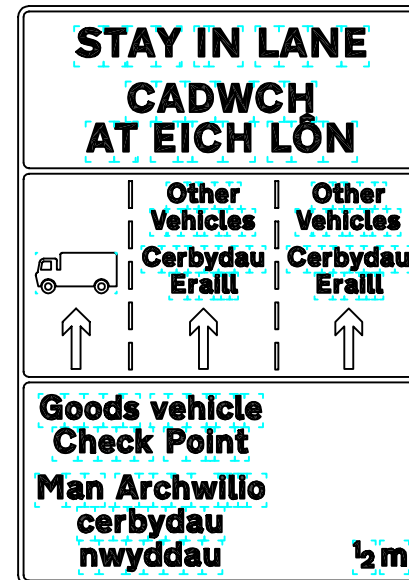 STAY IN LANE
CADWCH
AT EICH LÔN
Other
Vehicles
Cerbydau
Eraill
Other
Vehicles
Cerbydau
Eraill
Goods vehicle
Check Point
Man Archwilio
cerbydau
nwyddau
½ m